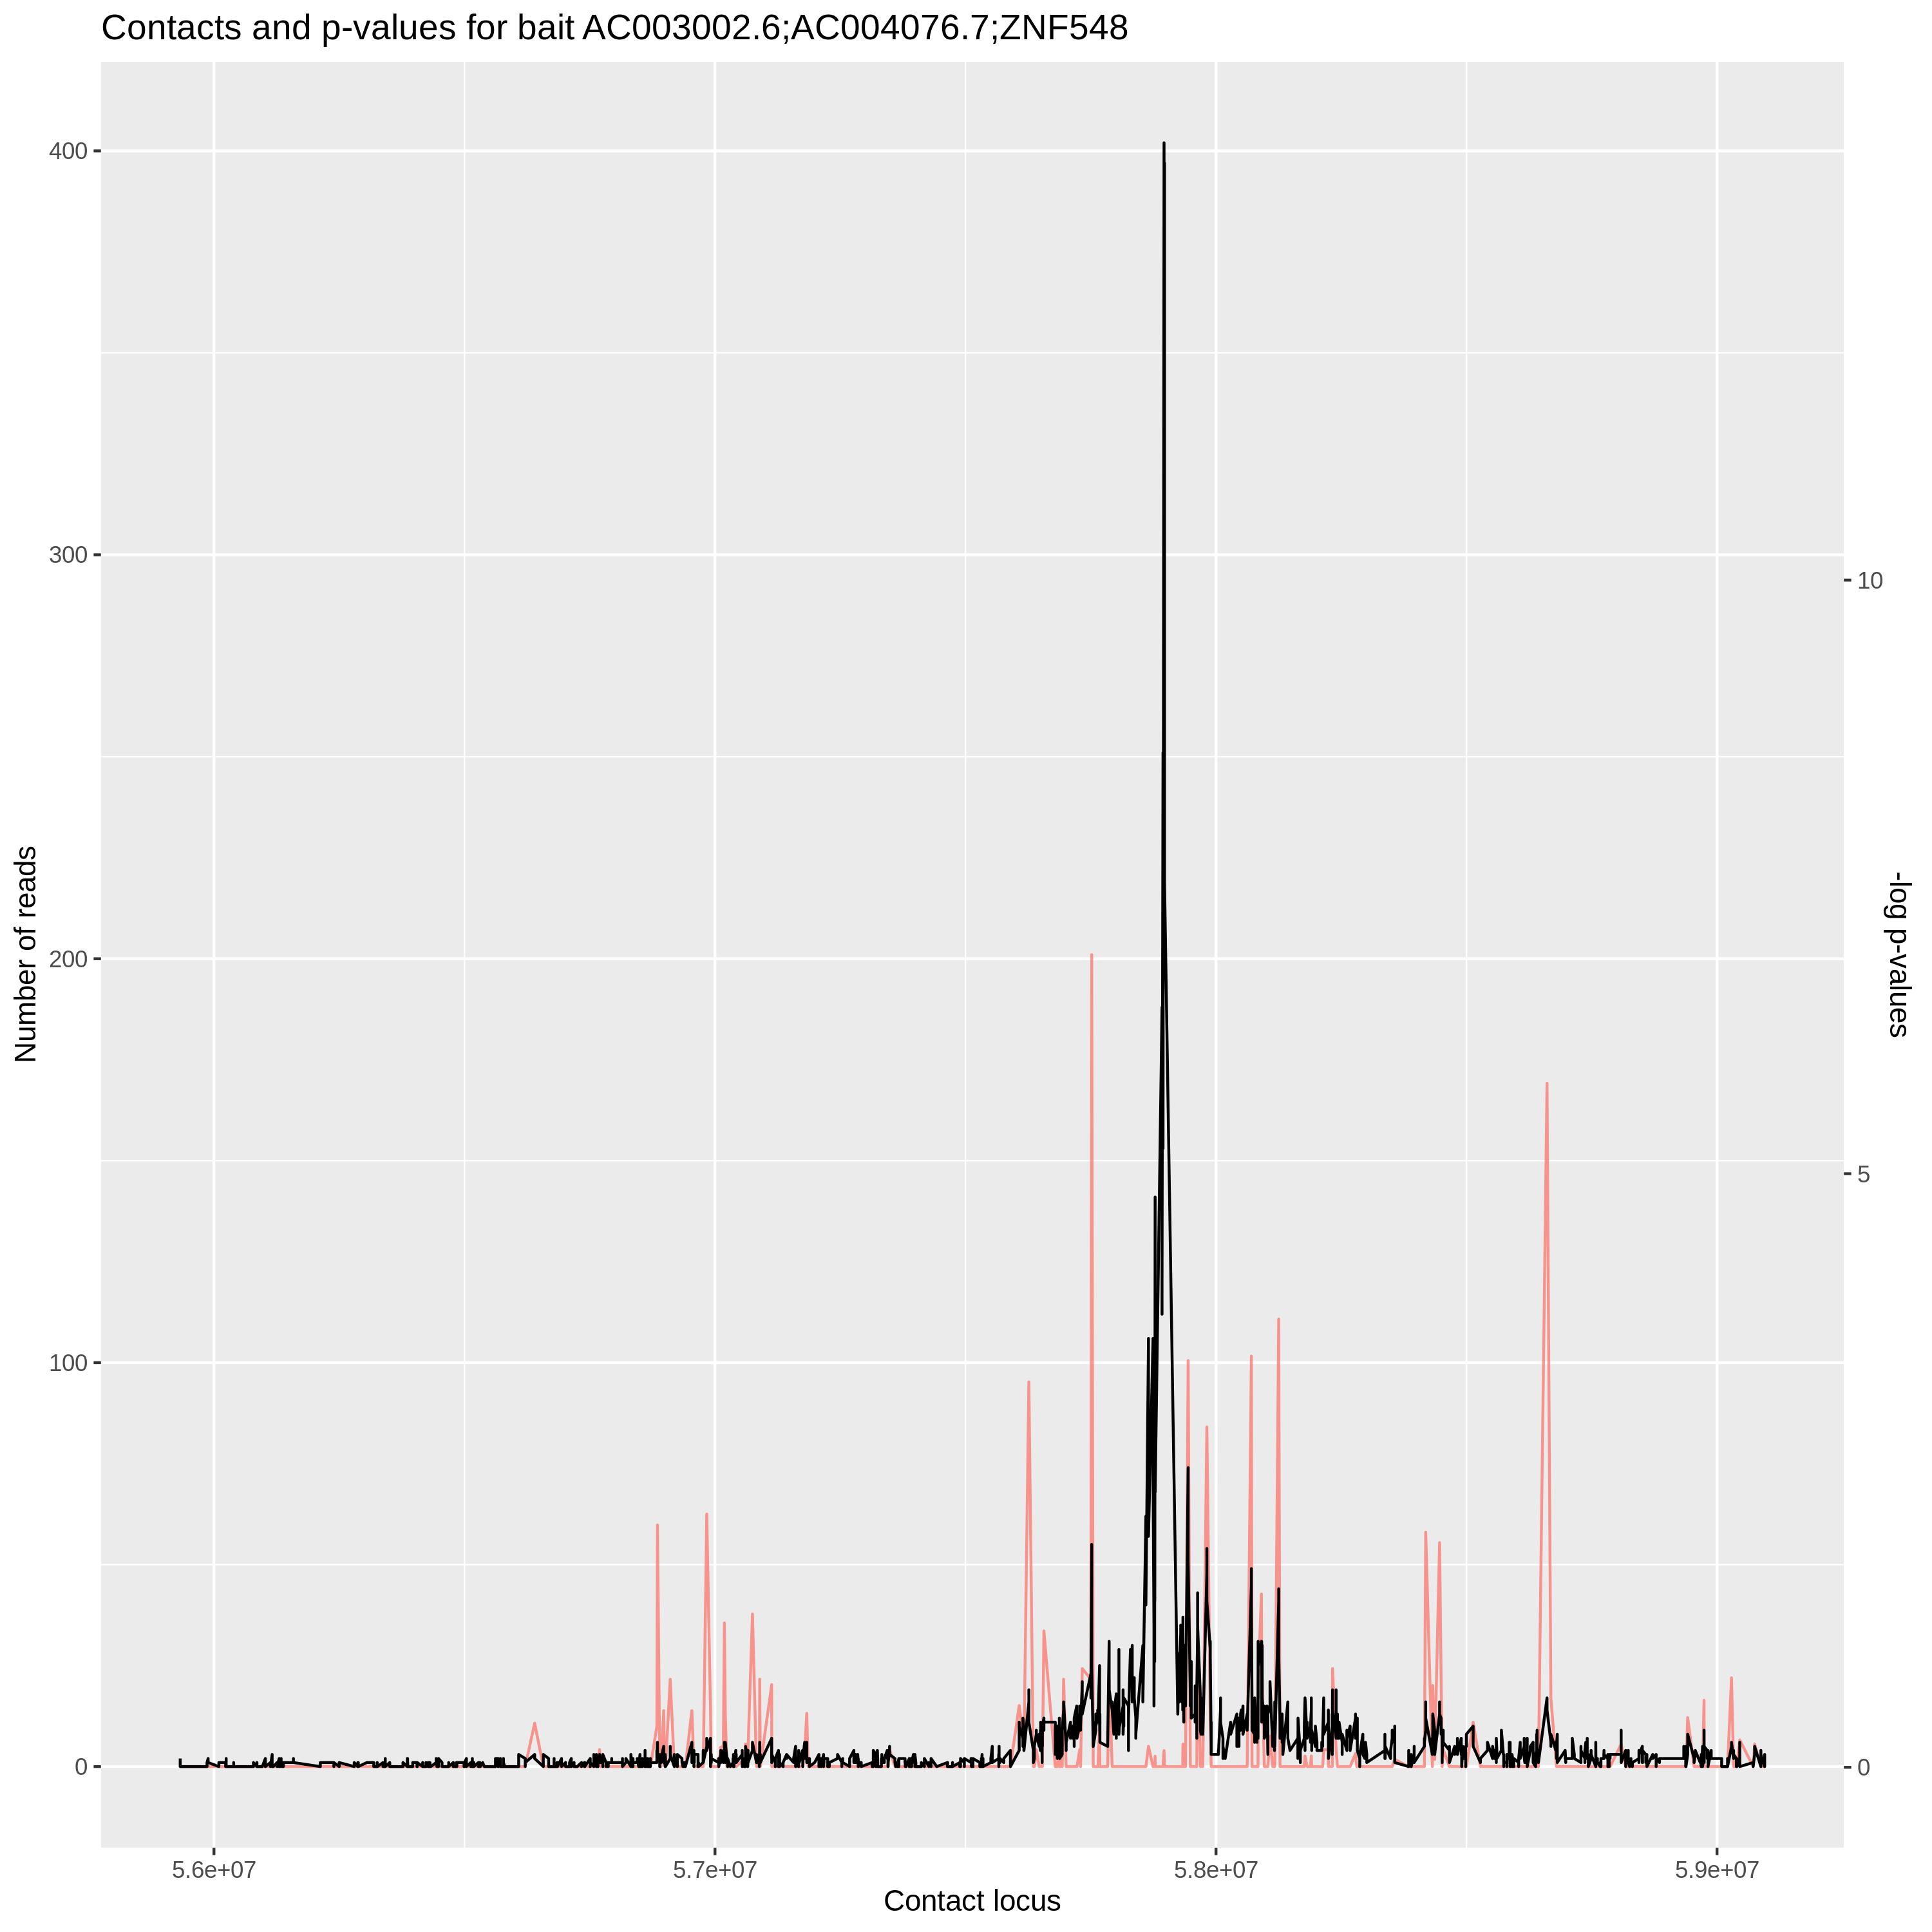 Contacts and p-values for bait AC003002.6;AC004076.7;ZNF548
400
300
200
100
0
Number of reads
10
5
0
-log p-values
5.6e+07
5.7e+07
5.8e+07
5.9e+07
Contact locus